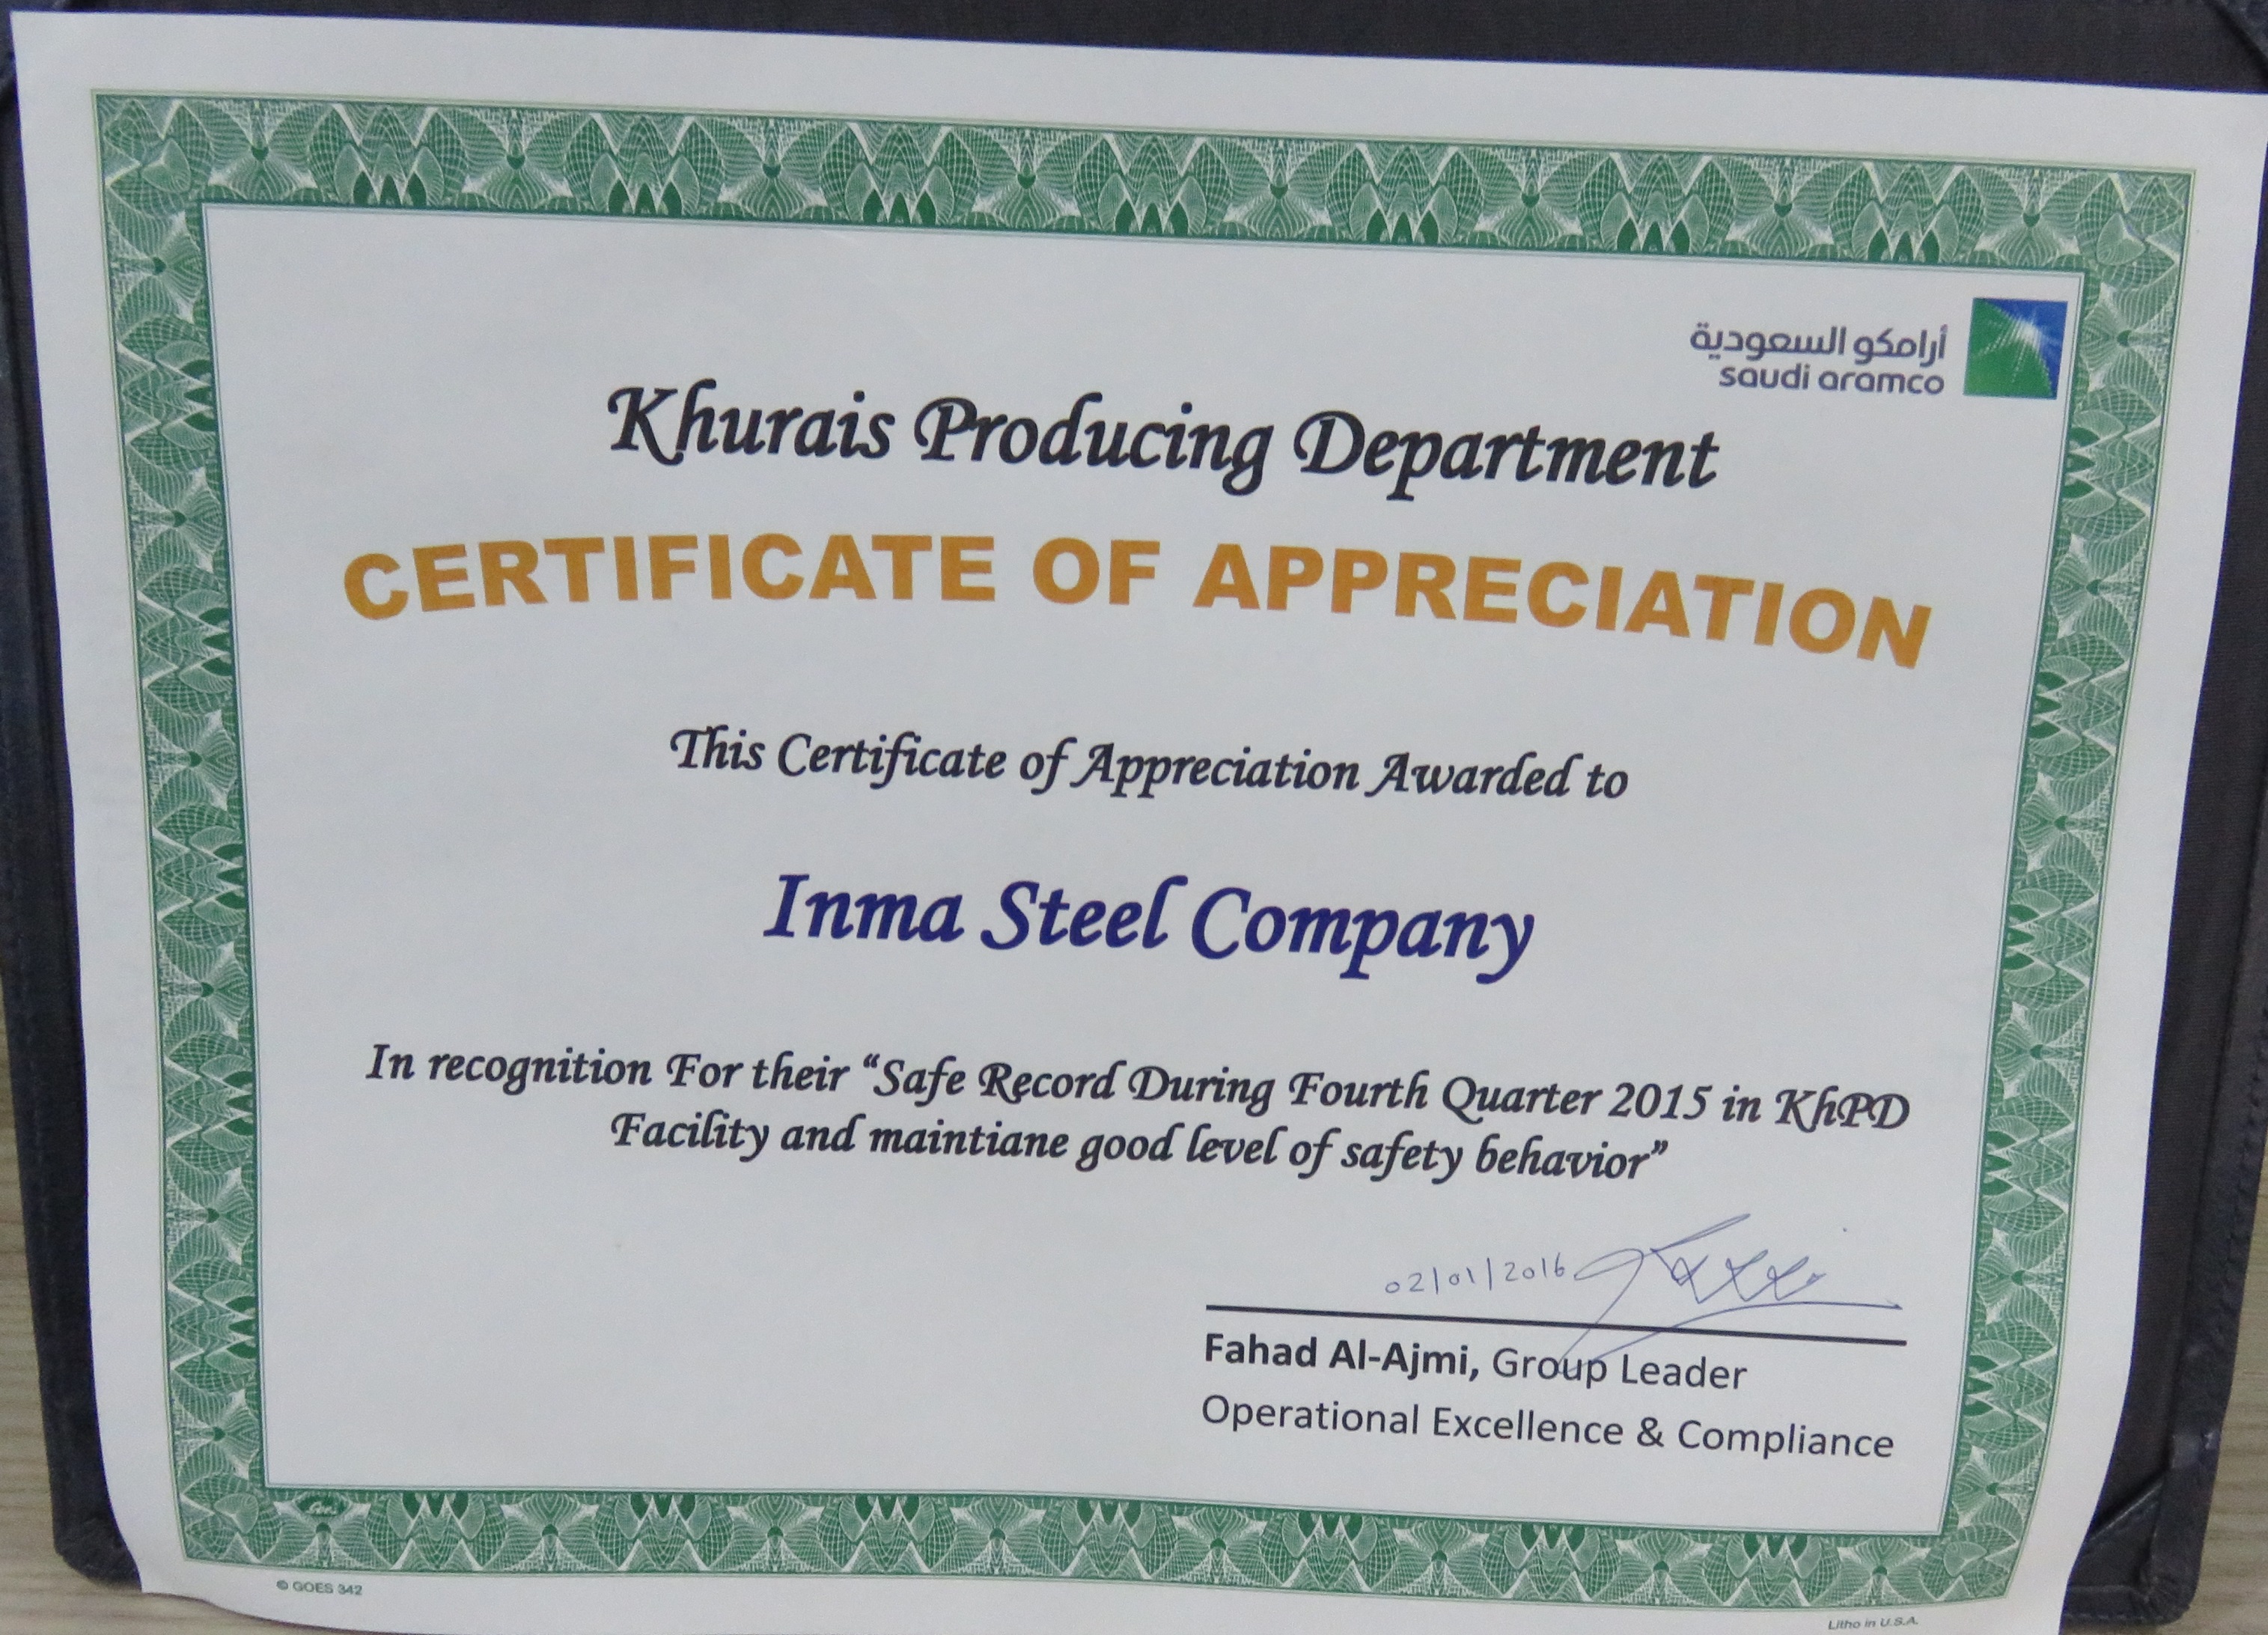 أرامكو السعودية
saudi aramco
Khurais Producing Department
CERTIFICATE OF APPRECIATION
This Certificate of Appreciation Awarded to
Inma Steel Company
In recognition For their “Safe Record During Fourth Quarter 2015 in KhPD
Facility and maintiane good level of safety behavior”
02/01/2016
Fahad Al-Ajmi, Group Leader
Operational Excellence & Compliance
Goes
© GOES 342
Litho in U.S.A.